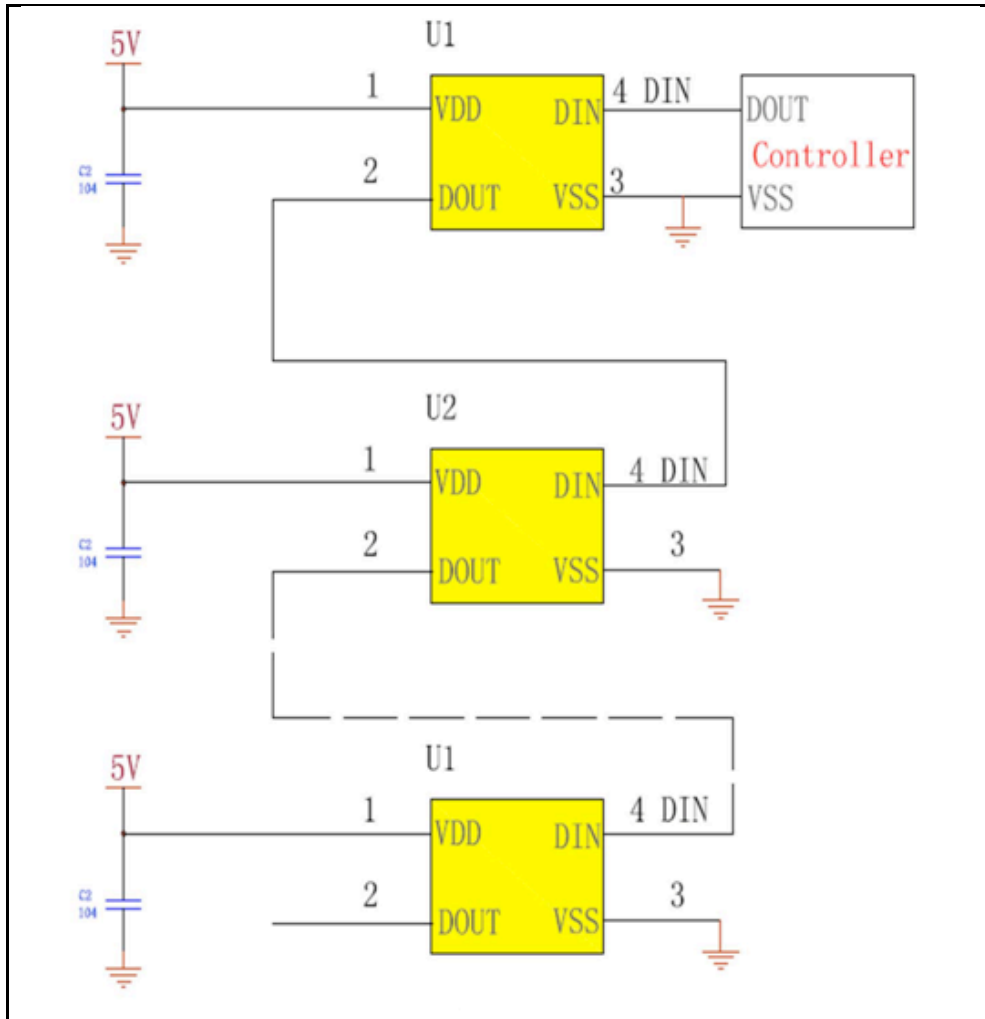 U1
5V
1
4 DIN
VDD
DIN
DOUT
Controller
C2
104
2
3
DOUT
VSS
VSS
U2
5V
1
4 DIN
VDD
DIN
C2
104
2
3
DOUT
VSS
U1
5V
1
4 DIN
VDD
DIN
C2
104
2
3
DOUT
VSS